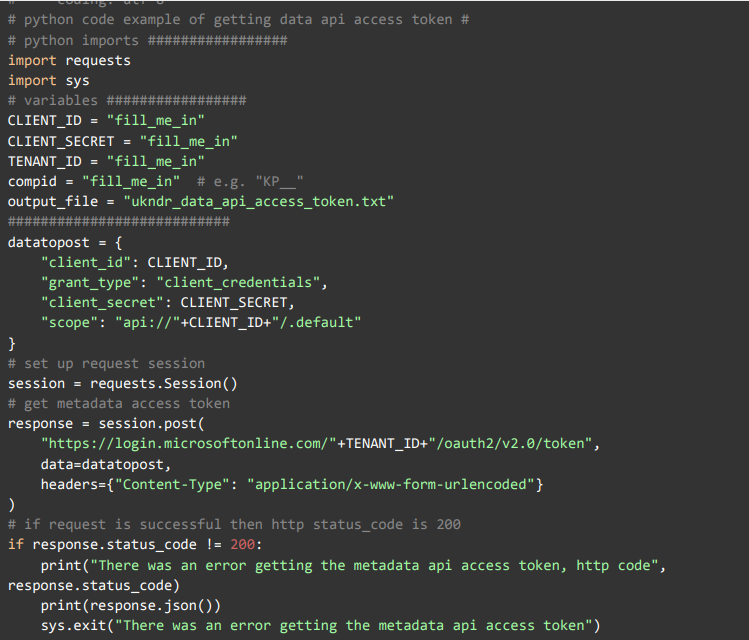 # python code example of getting data api access token #
# python imports #################
import requests
import sys
# variables #################
CLIENT_ID = "fill_me_in"
CLIENT_SECRET = "fill_me_in"
TENANT_ID = "fill_me_in"
compid = "fill_me_in"  # e.g. "KP__"
output_file = "ukndr_data_api_access_token.txt"
###########################
datatopost = {
    "client_id": CLIENT_ID,
    "grant_type": "client_credentials",
    "client_secret": CLIENT_SECRET,
    "scope": "api://"+CLIENT_ID+"/.default"
}
# set up request session
session = requests.Session()
# get metadata access token
response = session.post(
    "https://login.microsoftonline.com/"+TENANT_ID+"/oauth2/v2.0/token",
    data=datatopost,
    headers={"Content-Type": "application/x-www-form-urlencoded"}
)
# if request is successful then http status_code is 200
if response.status_code != 200:
    print("There was an error getting the metadata api access token, http code",
response.status_code)
    print(response.json())
    sys.exit("There was an error getting the metadata api access token")